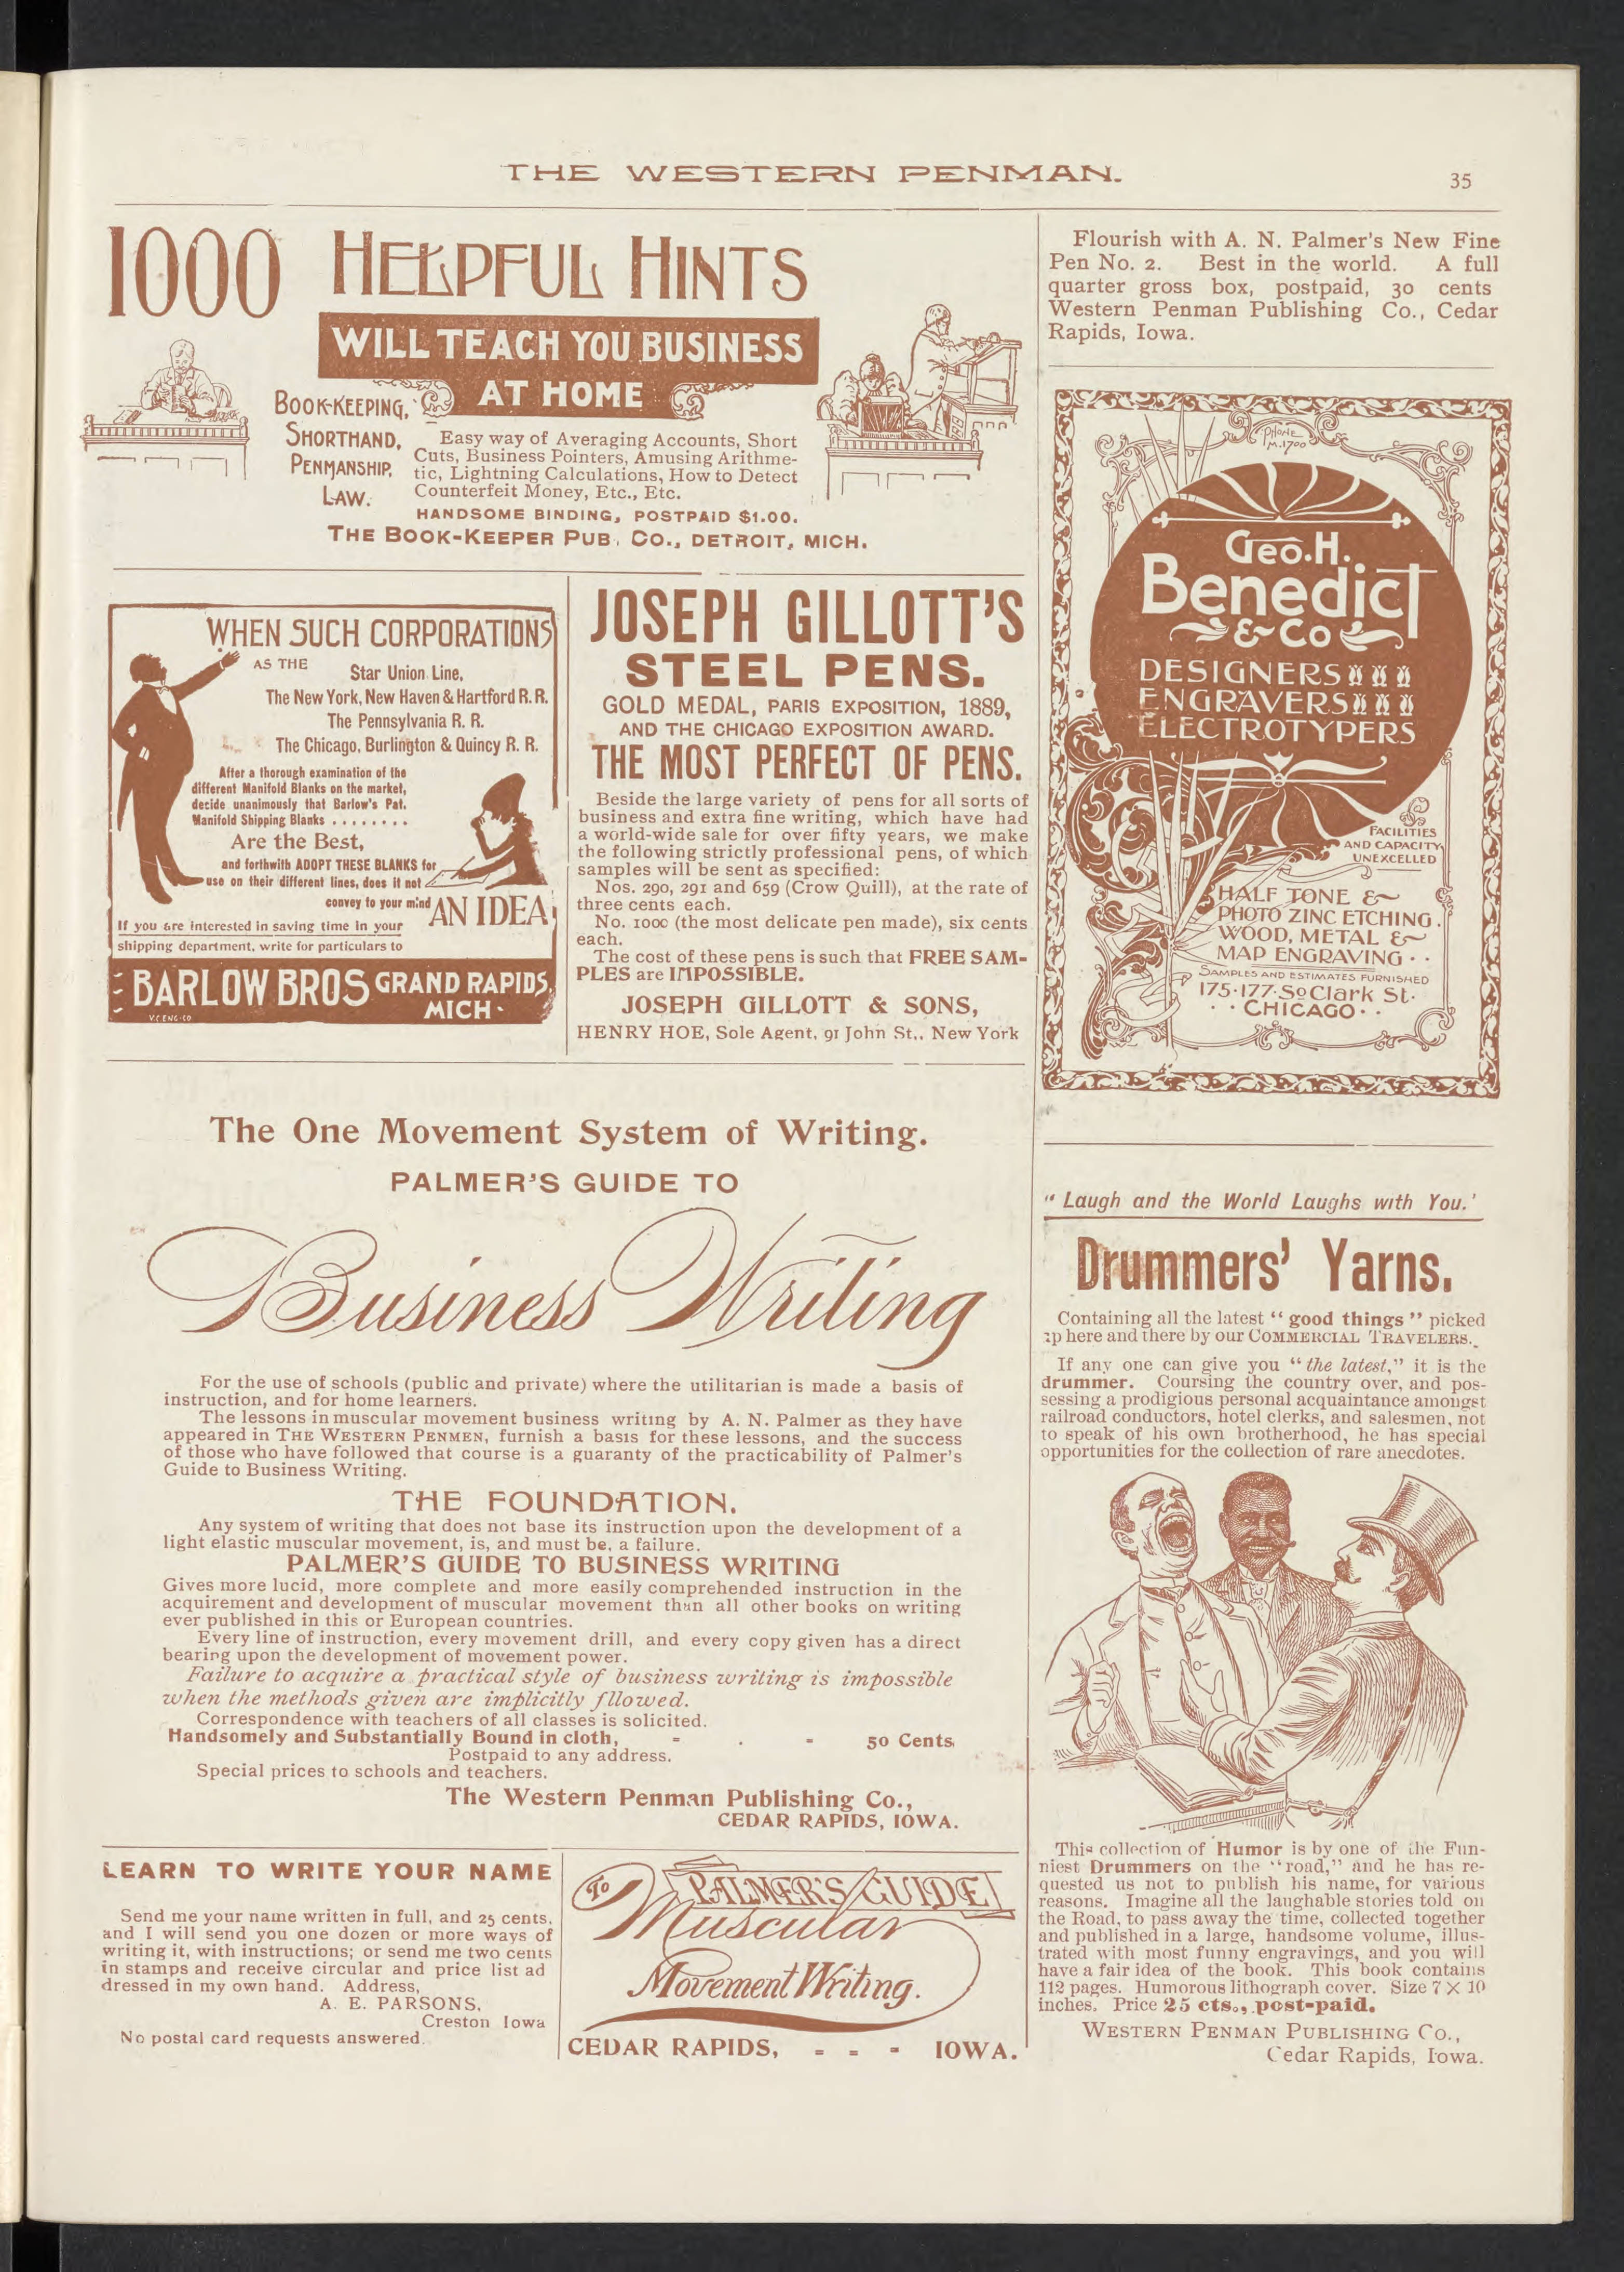 THE WESTERN PENMAN.
35
1000 HELPFUL HINTS
WILL TEACH YOU BUSINESS
AT HOME
BOOK-KEEPING,
SHORTHAND,
PENMANSHIP,
LAW.
Easy way of Averaging Accounts, Short
Cuts, Business Pointers, Amusing Arithme-
tic, Lightning Calculations, How to Detect
Counterfeit Money, Etc., Etc.
HANDSOME BINDING, POSTPAID $1.00.
THE BOOK-KEEPER PUB. CO., DETROIT, MICH.
WHEN SUCH CORPORATIONS
AS THE
Star Union Line,
The New York, New Haven & Hartford R. R.
The Pennsylvania R. R.
The Chicago, Burlington & Quincy R. R.
After a thorough examination of the
different Manifold Blanks on the market,
decide unanimously that Barlow's Pat.
Manifold Shipping Blanks . . . . . . . .
Are the Best,
and forthwith ADOPT THESE BLANKS for
use on their different lines, does it not
convey to your mind AN IDEA
If you are interested in saving time in your
shipping department, write for particulars to
BARLOW BROS GRAND RAPIDS,
MICH.
V.C.ENG.CO
JOSEPH GILLOTT'S
STEEL PENS.
GOLD MEDAL, PARIS EXPOSITION, 1889,
AND THE CHICAGO EXPOSITION AWARD.
THE MOST PERFECT OF PENS.
Beside the large variety of pens for all sorts of
business and extra fine writing, which have had
a world-wide sale for over fifty years, we make
the following strictly professional pens, of which
samples will be sent as specified:
Nos. 290, 291 and 659 (Crow Quill), at the rate of
three cents each.
No. 1000 (the most delicate pen made), six cents
each.
The cost of these pens is such that FREE SAM-
PLES are IMPOSSIBLE.
JOSEPH GILLOTT & SONS,
HENRY HOE, Sole Agent, 91 John St., New York
The One Movement System of Writing.
PALMER'S GUIDE TO
Business Writing
For the use of schools (public and private) where the utilitarian is made a basis of
instruction, and for home learners.
The lessons in muscular movement business writing by A. N. Palmer as they have
appeared in THE WESTERN PENMEN, furnish a basis for these lessons, and the success
of those who have followed that course is a guaranty of the practicability of Palmer's
Guide to Business Writing.
THE FOUNDATION.
Any system of writing that does not base its instruction upon the development of a
light elastic muscular movement, is, and must be, a failure.
PALMER'S GUIDE TO BUSINESS WRITING
Gives more lucid, more complete and more easily comprehended instruction in the
acquirement and development of muscular movement than all other books on writing
ever published in this or European countries.
Every line of instruction, every movement drill, and every copy given has a direct
bearing upon the development of movement power.
Failure to acquire a practical style of business writing is impossible
when the methods given are implicitly fllowed.
Correspondence with teachers of all classes is solicited.
Handsomely and Substantially Bound in cloth, - . - 50 Cents.
Postpaid to any address.
Special prices to schools and teachers.
The Western Penman Publishing Co.,
CEDAR RAPIDS, IOWA.
LEARN TO WRITE YOUR NAME
Send me your name written in full, and 25 cents,
and I will send you one dozen or more ways of
writing it, with instructions; or send me two cents
in stamps and receive circular and price list ad
dressed in my own hand. Address,
A. E. PARSONS,
Creston Iowa
No postal card requests answered.
PALMER'S GUIDE
To Muscular
Movement Writing.
CEDAR RAPIDS, - - - IOWA.
Flourish with A. N. Palmer's New Fine
Pen No. 2. Best in the world. A full
quarter gross box, postpaid, 30 cents
Western Penman Publishing Co., Cedar
Rapids, Iowa.
PHONE
M.1700
Geo. H.
Benedict
& Co
DESIGNERS
ENGRAVERS
ELECTROTYPERS
FACILITIES
AND CAPACITY
UNEXCELLED
HALF TONE &
PHOTO ZINC ETCHING.
WOOD, METAL &
MAP ENGRAVING . .
SAMPLES AND ESTIMATES FURNISHED
175-177-So Clark St.
. . CHICAGO . .
" Laugh and the World Laughs with You.'
Drummers' Yarns.
Containing all the latest " good things " picked
up here and there by our COMMERCIAL TRAVELERS.
If any one can give you " the latest," it is the
drummer. Coursing the country over, and pos-
sessing a prodigious personal acquaintance amongst
railroad conductors, hotel clerks, and salesmen, not
to speak of his own brotherhood, he has special
opportunities for the collection of rare anecdotes.
This collection of Humor is by one of the Fun-
niest Drummers on the "road," and he has re-
quested us not to publish his name, for various
reasons. Imagine all the laughable stories told on
the Road, to pass away the time, collected together
and published in a large, handsome volume, illus-
trated with most funny engravings, and you will
have a fair idea of the book. This book contains
112 pages. Humorous lithograph cover. Size 7 X 10
inches. Price 25 cts., post-paid.
WESTERN PENMAN PUBLISHING CO.,
Cedar Rapids, Iowa.